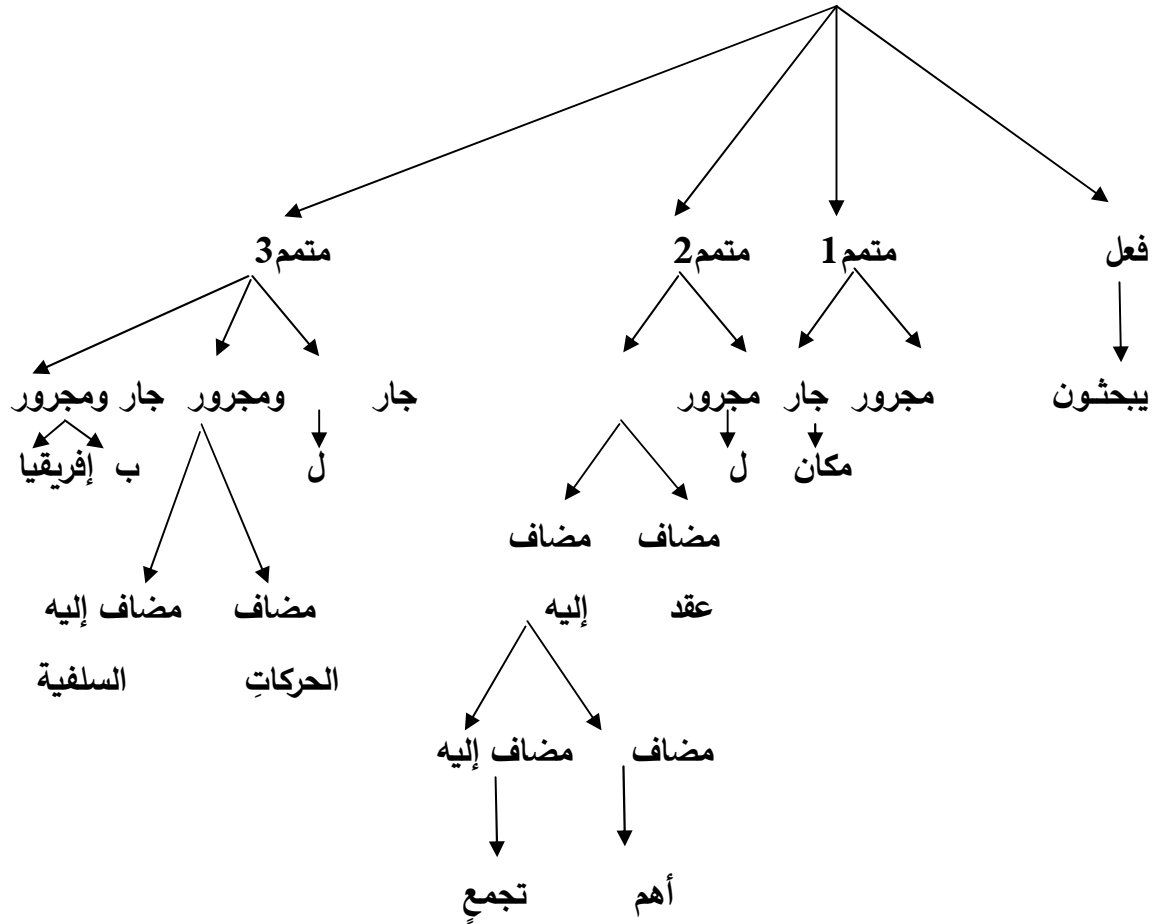 فعل متمم1 متمم2 متمم3
يبحثون مجرور جار مجرور جار ومجرور جار ومجرور
مكان ل ل ب إفريقيا
مضاف مضاف
مضاف مضاف إليه
عقد إليه
الحركاتِ السلفية
مضاف مضاف إليه
أهم تجمعٍ